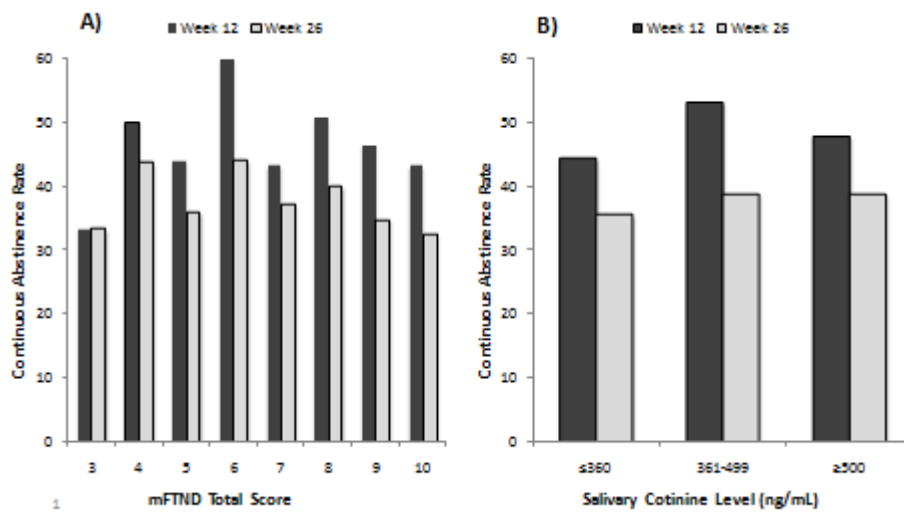 A)
Week 12 Week 26
60
50
40
30
20
10
0
Continuous Abstinence Rate
3 4 5 6 7 8 9 10
mFTND Total Score
1
B)
Week 12 Week 26
60
50
40
30
20
10
0
Continuous Abstinence Rate
≤360 361-499 ≥500
Salivary Cotinine Level (ng/mL)